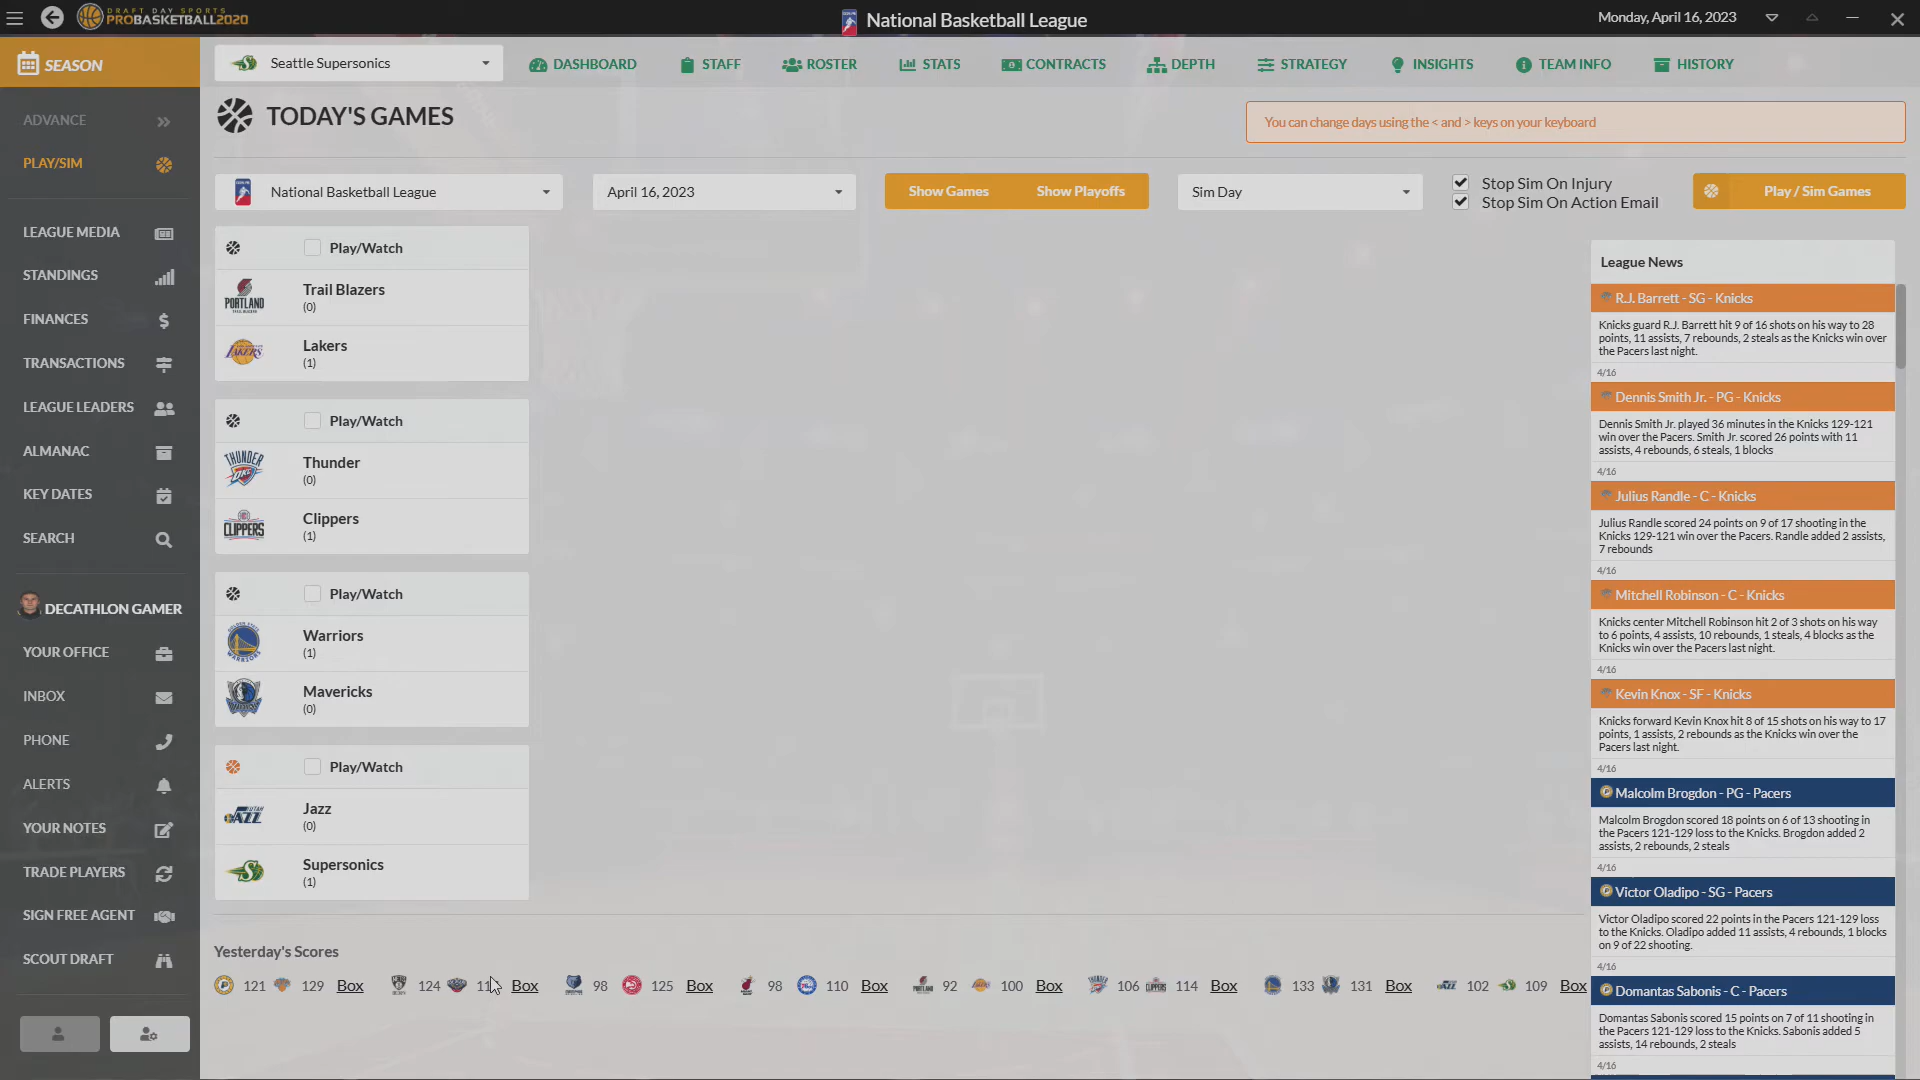 DRAFT DAY SPORTS
PROBASKETBALL2020
National Basketball League
Monday, April 16, 2023
SEASON
Seattle Supersonics
DASHBOARD
STAFF
ROSTER
STATS
CONTRACTS
DEPTH
STRATEGY
INSIGHTS
TEAM INFO
HISTORY
ADVANCE
PLAY/SIM
LEAGUE MEDIA
STANDINGS
FINANCES
TRANSACTIONS
LEAGUE LEADERS
ALMANAC
KEY DATES
SEARCH
DECATHLON GAMER
YOUR OFFICE
INBOX
PHONE
ALERTS
YOUR NOTES
TRADE PLAYERS
SIGN FREE AGENT
SCOUT DRAFT
TODAY'S GAMES
You can change days using the < and > keys on your keyboard
National Basketball League
April 16, 2023
Show Games
Show Playoffs
Sim Day
Stop Sim On Injury
Stop Sim On Action Email
Play / Sim Games
Play/Watch
PORTLAND
Trail Blazers
(0)
LAKERS
Lakers
(1)
Play/Watch
THUNDER
OKC
Thunder
(0)
CLIPPERS
Clippers
(1)
Play/Watch
GOLDEN STATE
WARRIORS
Warriors
(1)
Mavericks
(0)
Play/Watch
UTAH
JAZZ
Jazz
(0)
Supersonics
(1)
Yesterday's Scores
121 129 Box
124 11 Box
98 125 Box
98 110 Box
92 100 Box
106 114 Box
133 131 Box
102 109 Box
League News
R.J. Barrett - SG - Knicks
Knicks guard R.J. Barrett hit 9 of 16 shots on his way to 28
points, 11 assists, 7 rebounds, 2 steals as the Knicks win over
the Pacers last night.
4/16
Dennis Smith Jr. - PG - Knicks
Dennis Smith Jr. played 36 minutes in the Knicks 129-121
win over the Pacers. Smith Jr. scored 26 points with 11
assists, 4 rebounds, 6 steals, 1 blocks
4/16
Julius Randle - C - Knicks
Julius Randle scored 24 points on 9 of 17 shooting in the
Knicks 129-121 win over the Pacers. Randle added 2 assists,
7 rebounds
4/16
Mitchell Robinson - C - Knicks
Knicks center Mitchell Robinson hit 2 of 3 shots on his way
to 6 points, 4 assists, 10 rebounds, 1 steals, 4 blocks as the
Knicks win over the Pacers last night.
4/16
Kevin Knox - SF - Knicks
Knicks forward Kevin Knox hit 8 of 15 shots on his way to 17
points, 1 assists, 2 rebounds as the Knicks win over the
Pacers last night.
4/16
Malcolm Brogdon - PG - Pacers
Malcolm Brogdon scored 18 points on 6 of 13 shooting in
the Pacers 121-129 loss to the Knicks. Brogdon added 2
assists, 2 rebounds, 2 steals
4/16
Victor Oladipo - SG - Pacers
Victor Oladipo scored 22 points in the Pacers 121-129 loss
to the Knicks. Oladipo added 11 assists, 4 rebounds, 1 blocks
on 9 of 22 shooting.
4/16
Domantas Sabonis - C - Pacers
Domantas Sabonis scored 15 points on 7 of 11 shooting in
the Pacers 121-129 loss to the Knicks. Sabonis added 5
assists, 14 rebounds, 2 steals
4/16